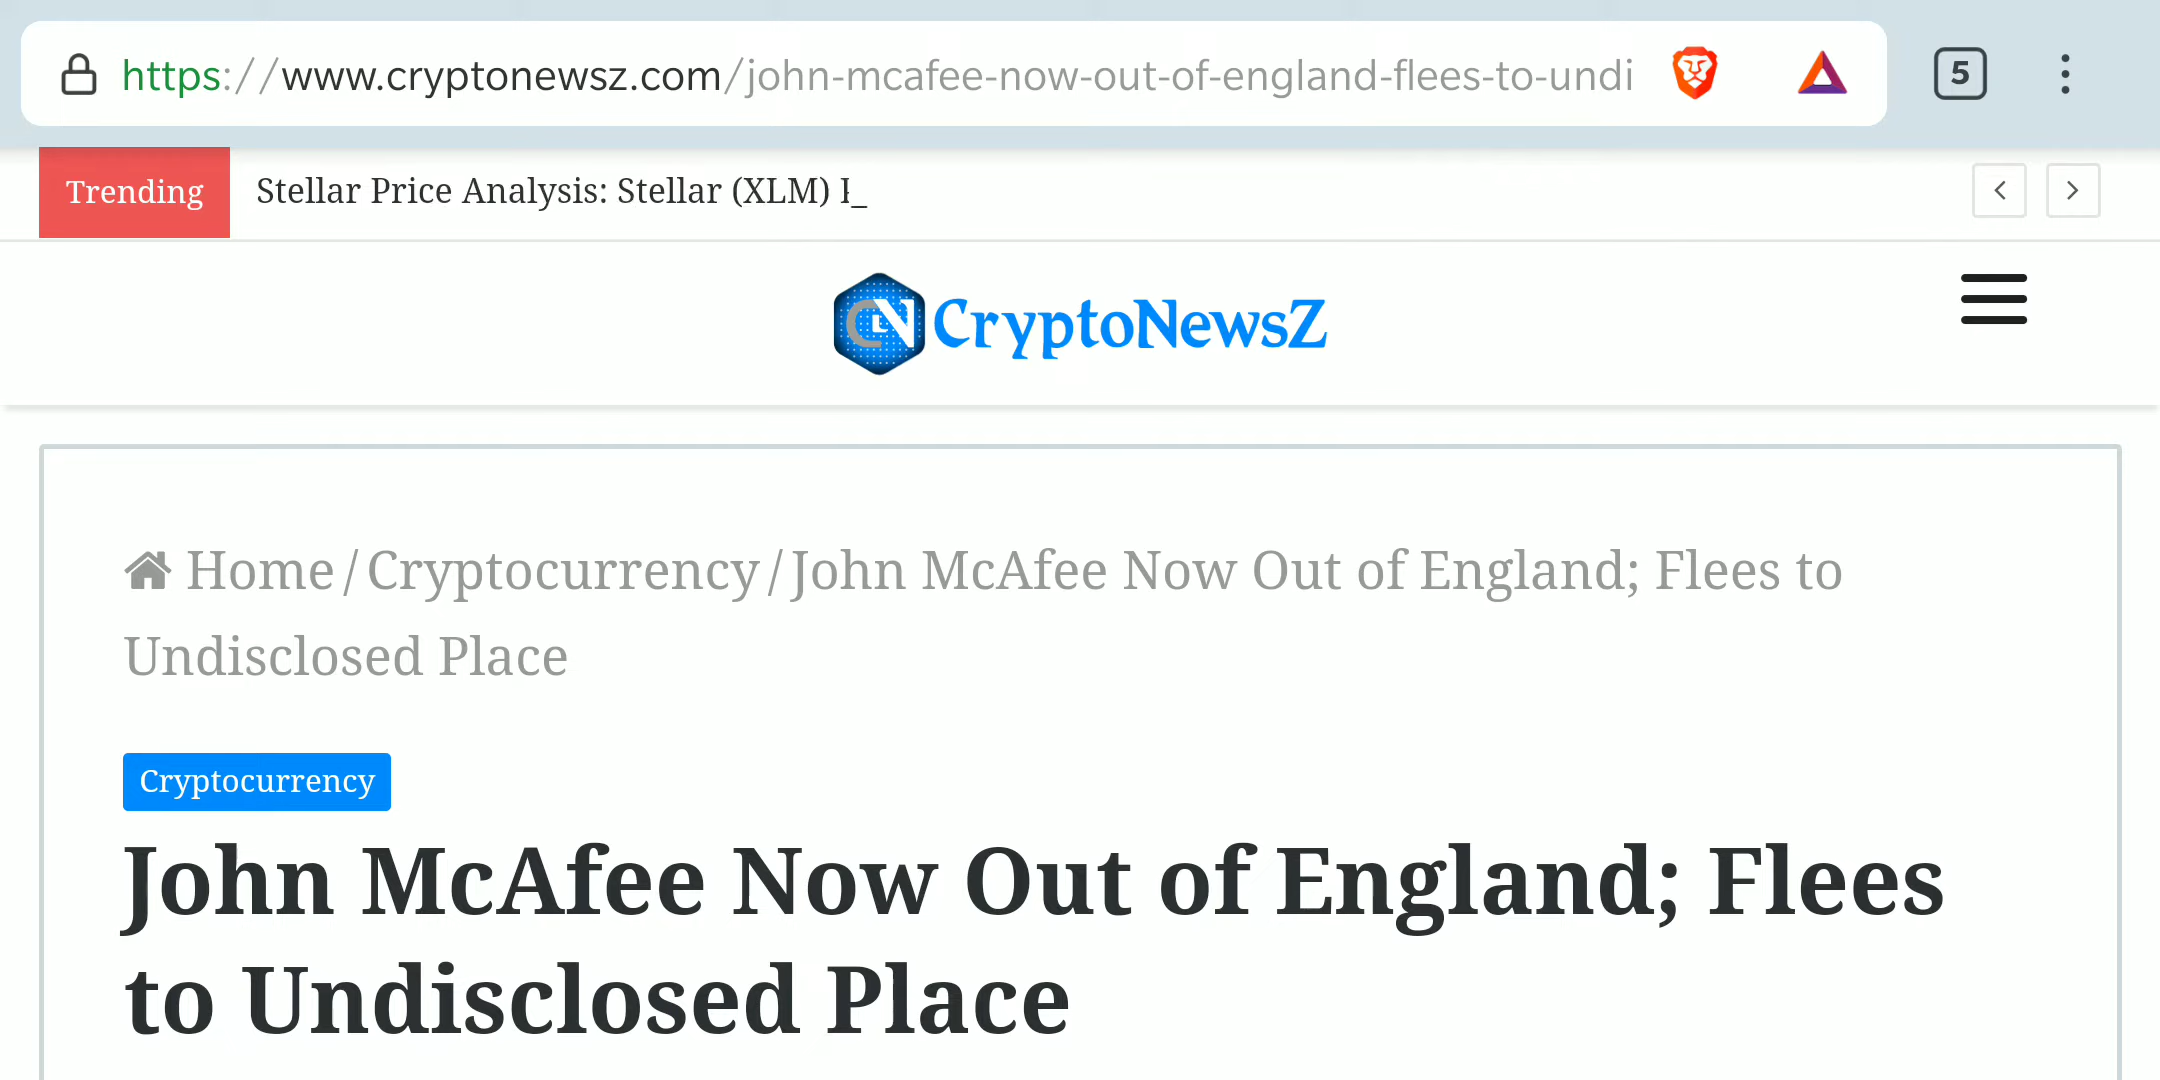 https://www.cryptonewsz.com/john-mcafee-now-out-of-england-flees-to-undi
5
Trending
Stellar Price Analysis: Stellar (XLM)
CN CryptoNewsZ
Home / Cryptocurrency / John McAfee Now Out of England; Flees to
Undisclosed Place
Cryptocurrency
John McAfee Now Out of England; Flees
to Undisclosed Place